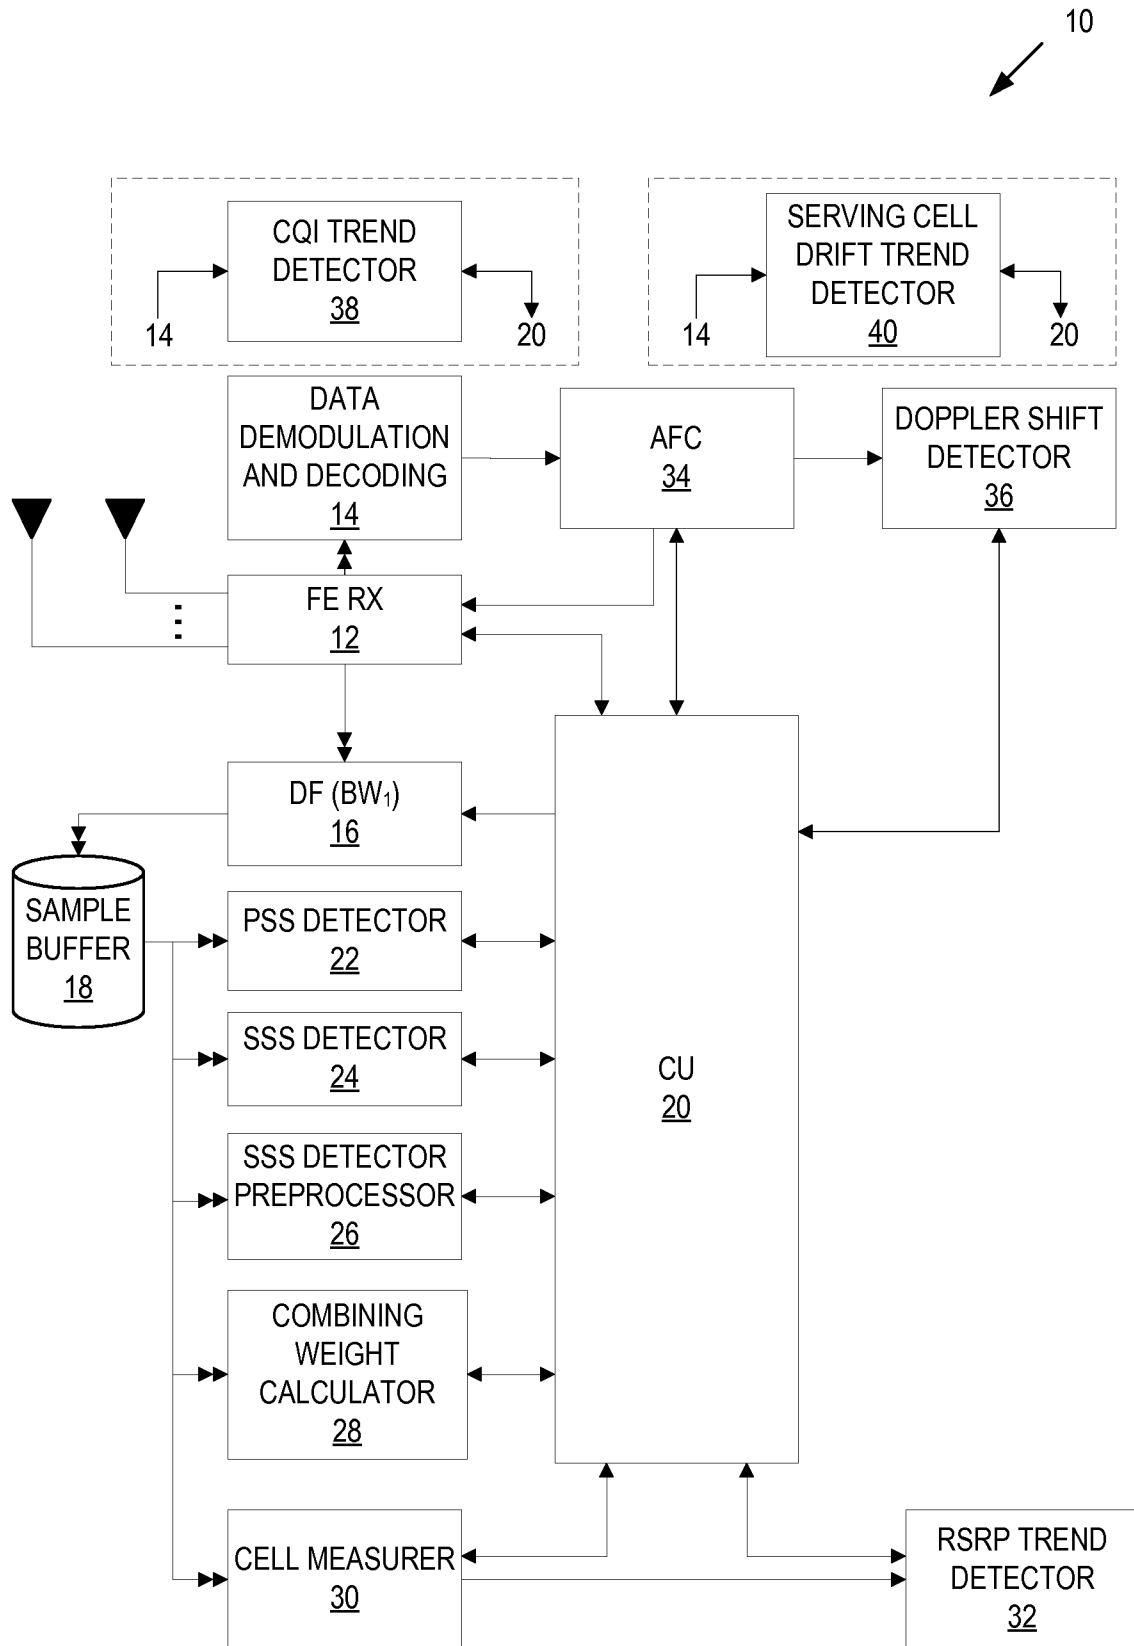 10
CQI TREND
DETECTOR
38
14
20
SERVING CELL
DRIFT TREND
DETECTOR
40
14
20
DATA
DEMODULATION
AND DECODING
14
AFC
34
DOPPLER SHIFT
DETECTOR
36
FE RX
12
DF (BW₁)
16
SAMPLE
BUFFER
18
PSS DETECTOR
22
SSS DETECTOR
24
CU
20
SSS DETECTOR
PREPROCESSOR
26
COMBINING
WEIGHT
CALCULATOR
28
CELL MEASURER
30
RSRP TREND
DETECTOR
32